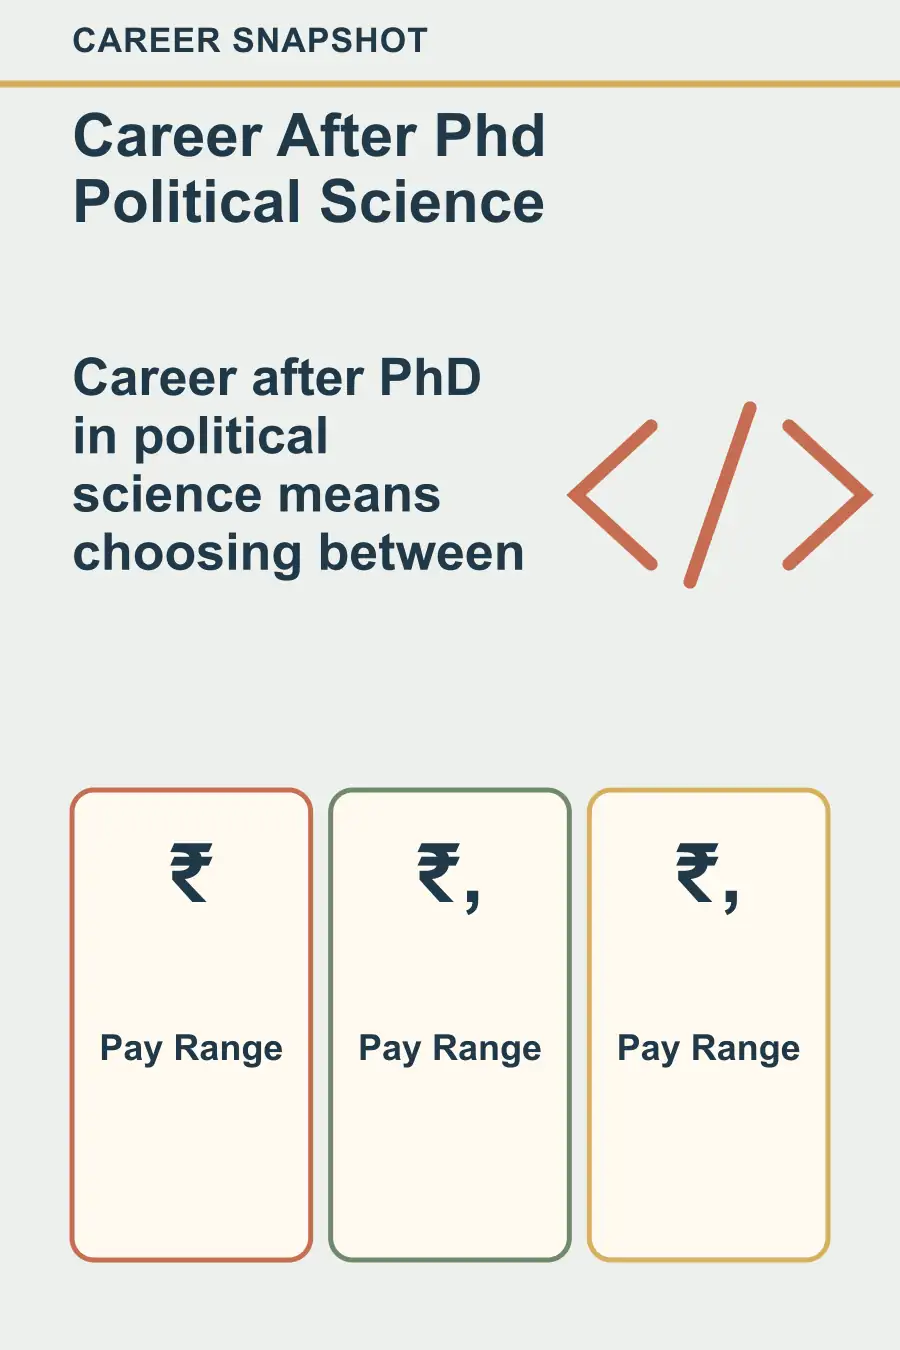 CAREER SNAPSHOT
Career After Phd
Political Science
Career after PhD
in political
science means
choosing between
₹
₹,
₹,
Pay Range
Pay Range
Pay Range